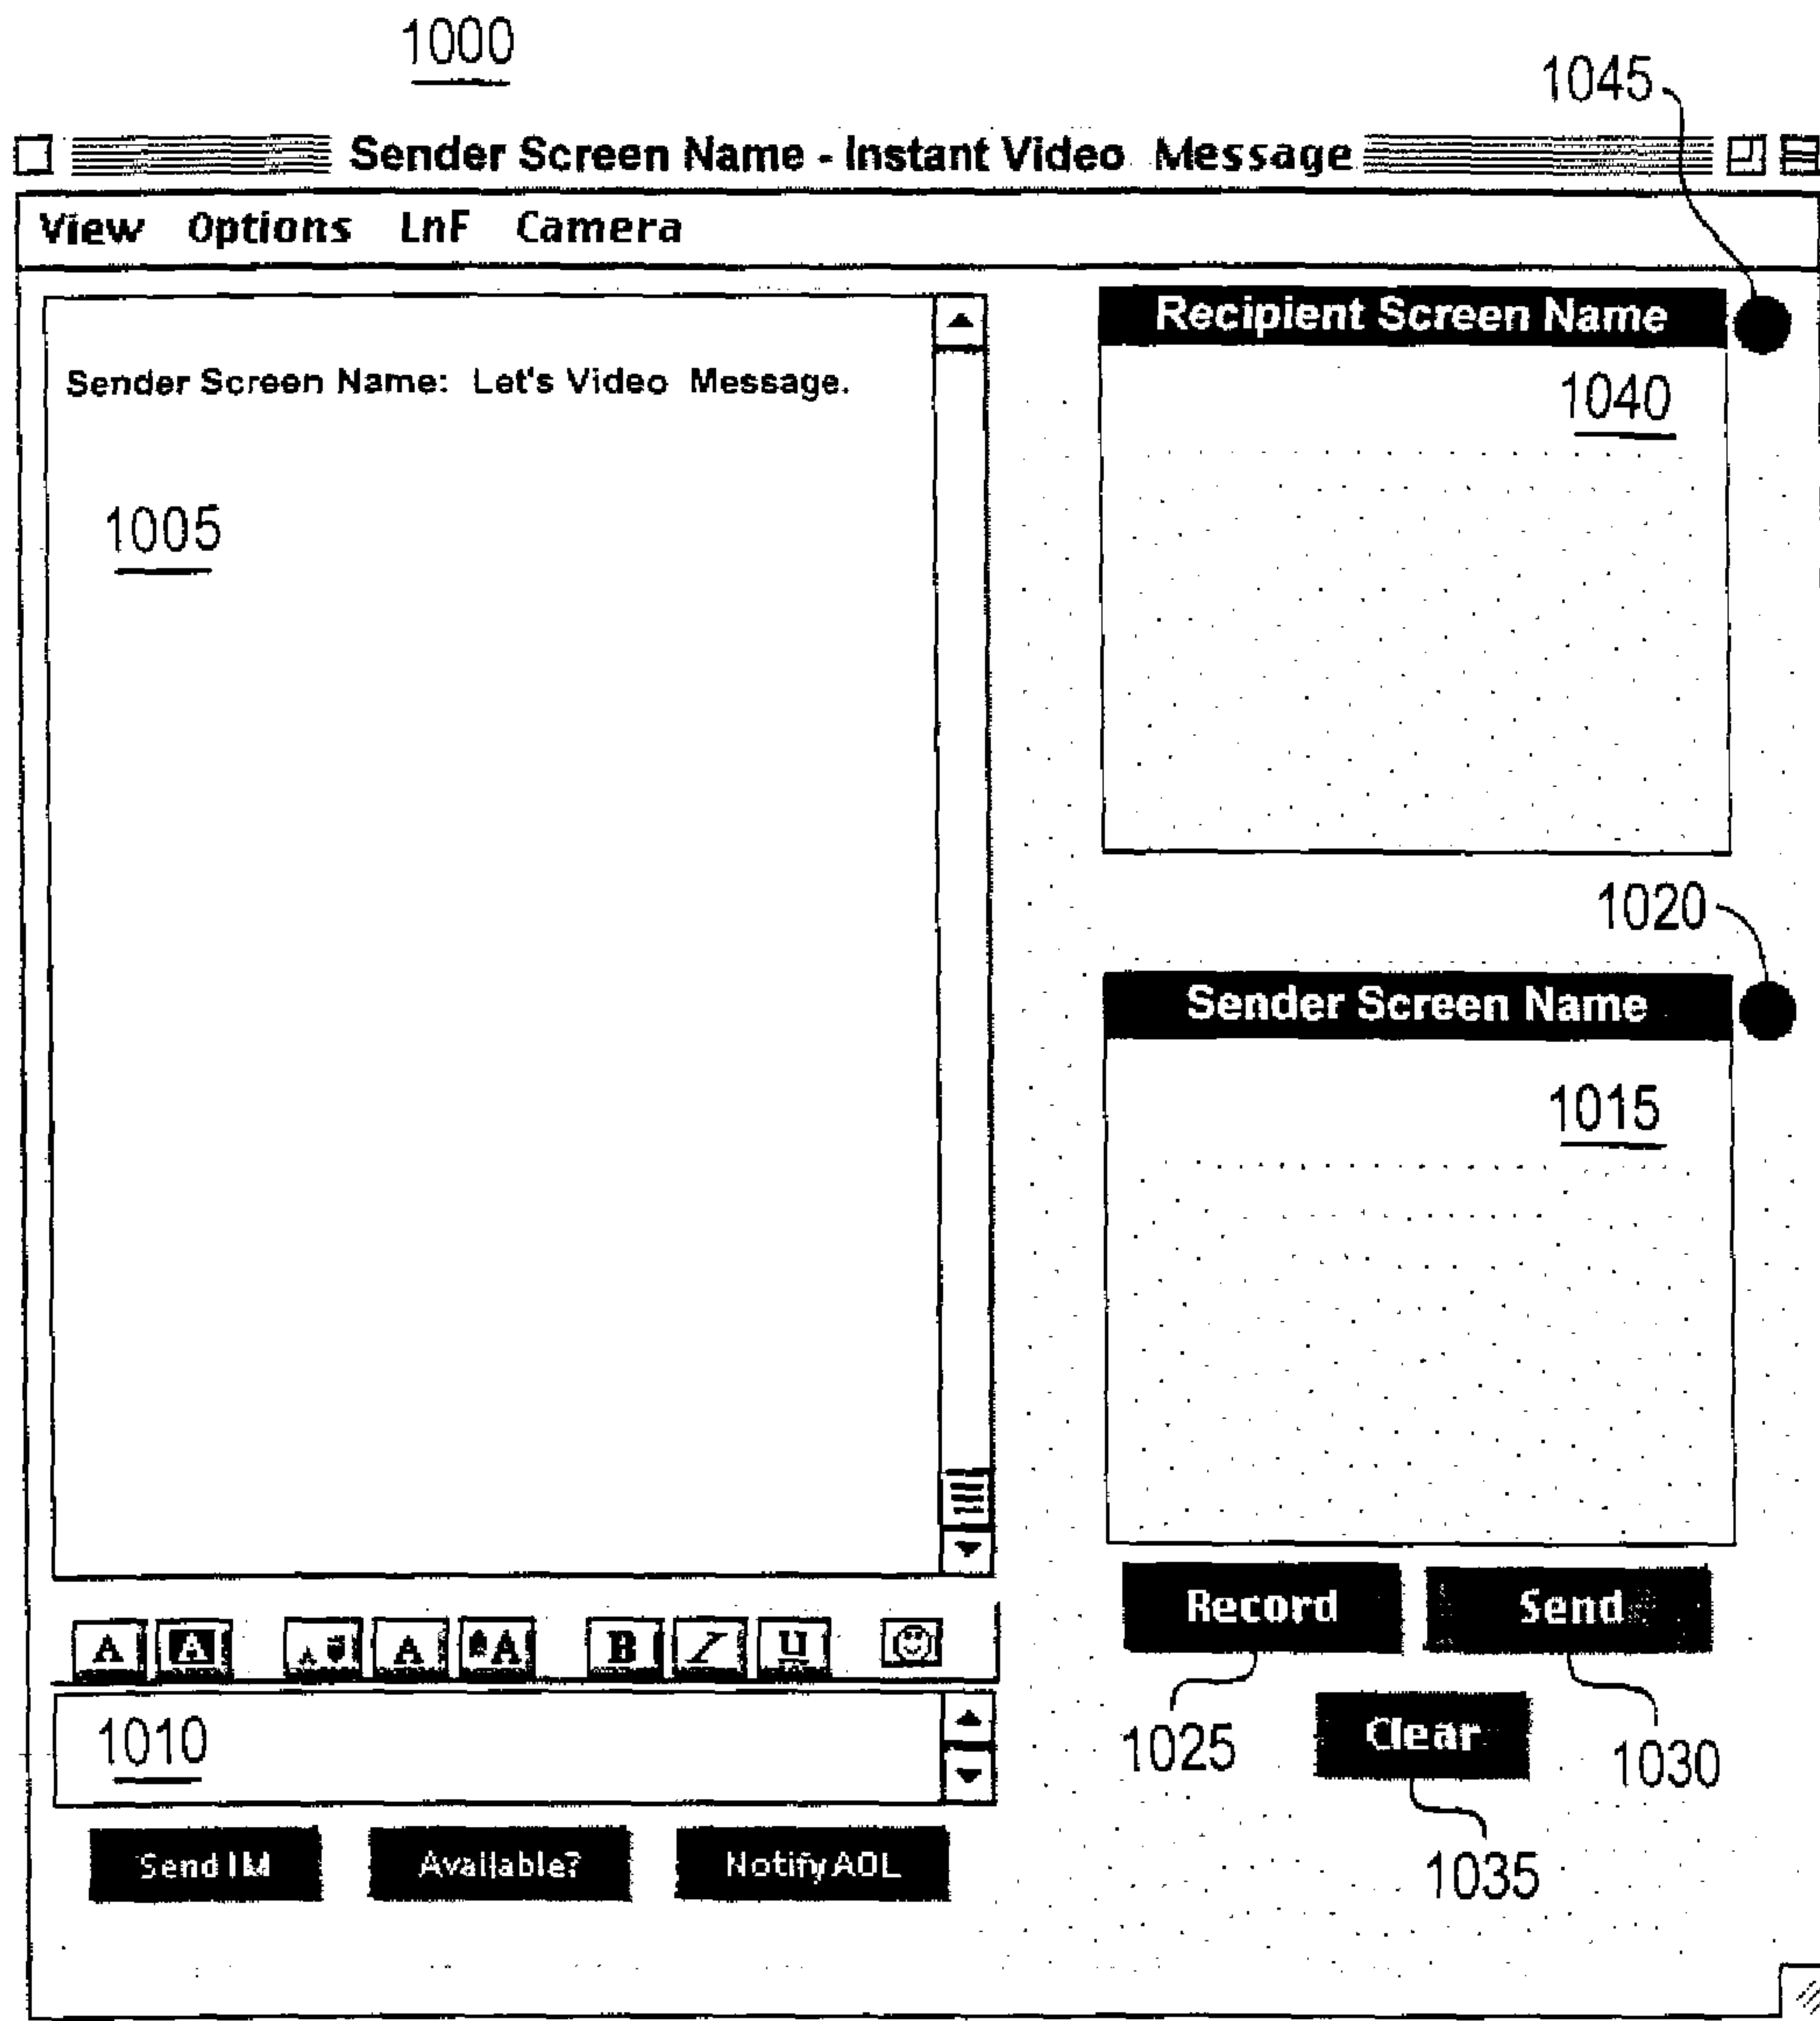 1000
1045
Sender Screen Name - Instant Video Message
View Options LnF Camera
Sender Screen Name: Let's Video Message.
1005
Recipient Screen Name
1040
1020
Sender Screen Name
1015
Record Send
1025
Clear
1030
1035
A A A A A B I U
1010
Send IM Available? Notify AOL